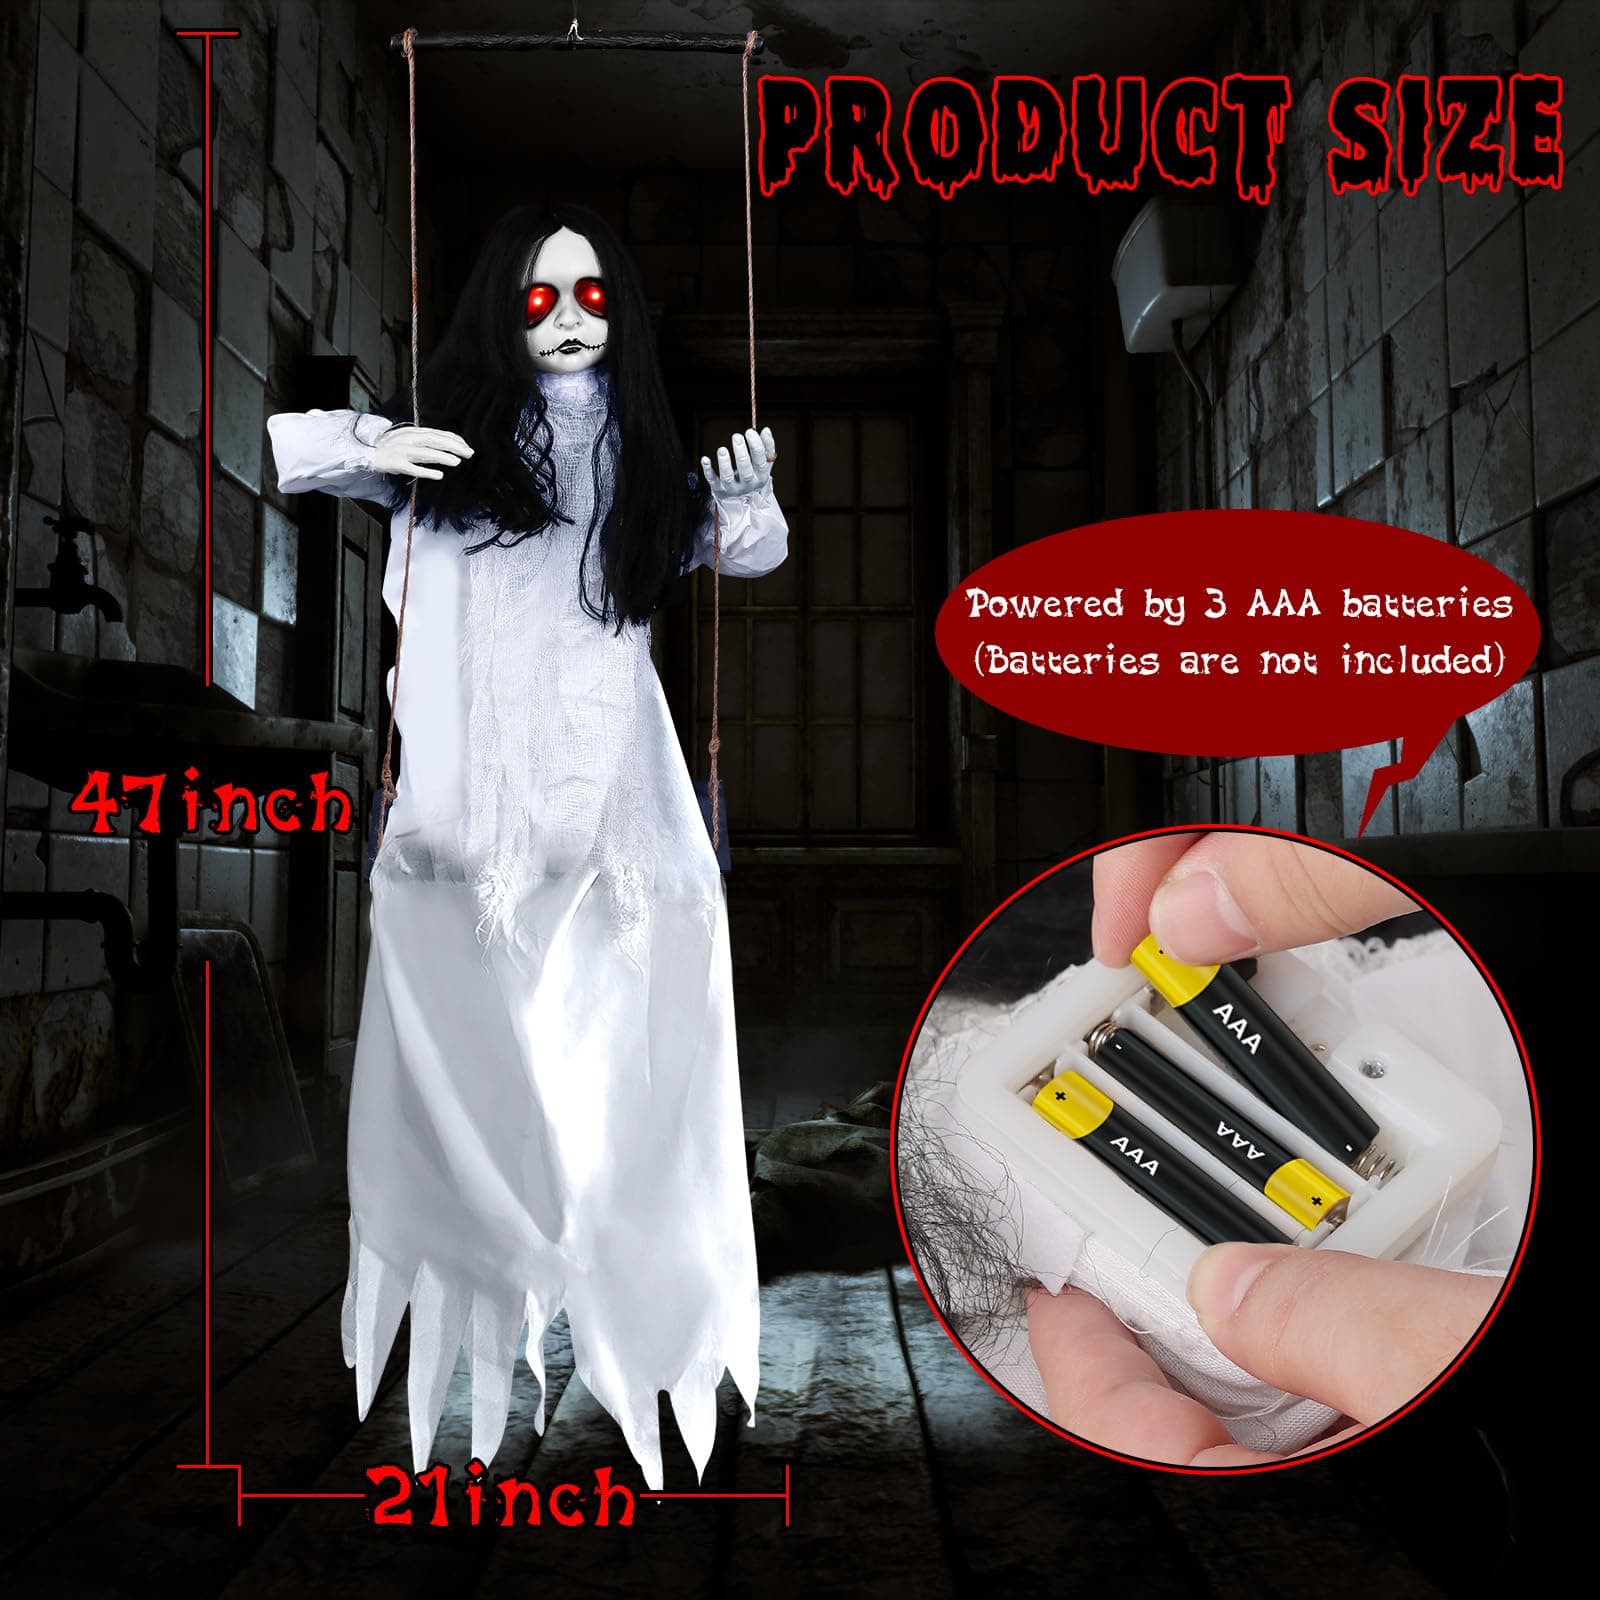 PRODUCT SIZE
Powered by 3 AAA batteries
(Batteries are not included)
47inch
AAA
AAA
AAA
21inch